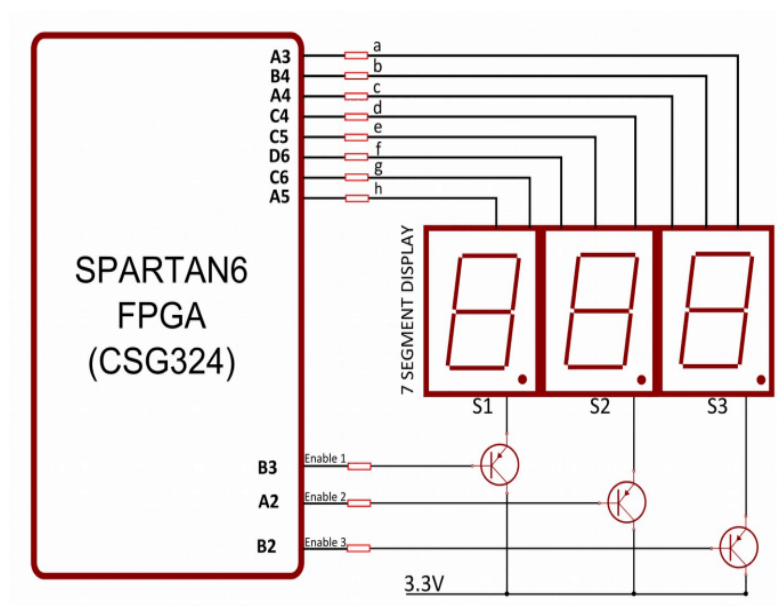 A3 a
B4 b
A4 c
C4 d
C5 e
D6 f
C6 g
A5 h
SPARTAN6
FPGA
(CSG324)
7 SEGMENT DISPLAY
S1 S2 S3
B3 Enable 1
A2 Enable 2
B2 Enable 3
3.3V